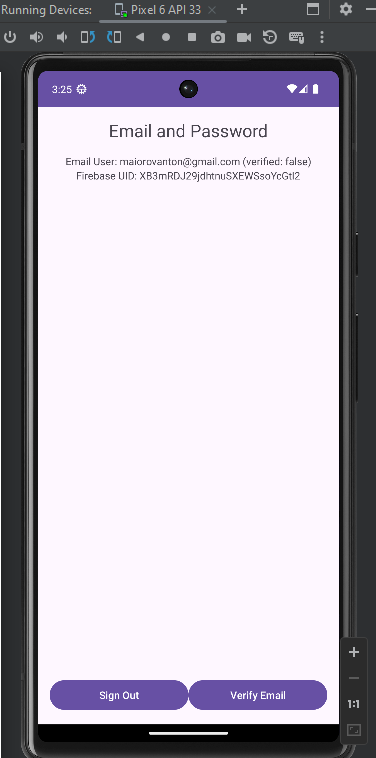 Running Devices: Pixel 6 API 33
3:25
Email and Password
Email User: maiorovanton@gmail.com (verified: false)
Firebase UID: XB3mRDJ29jdhtnuSXEWSsoYcGtl2
Sign Out Verify Email
1:1